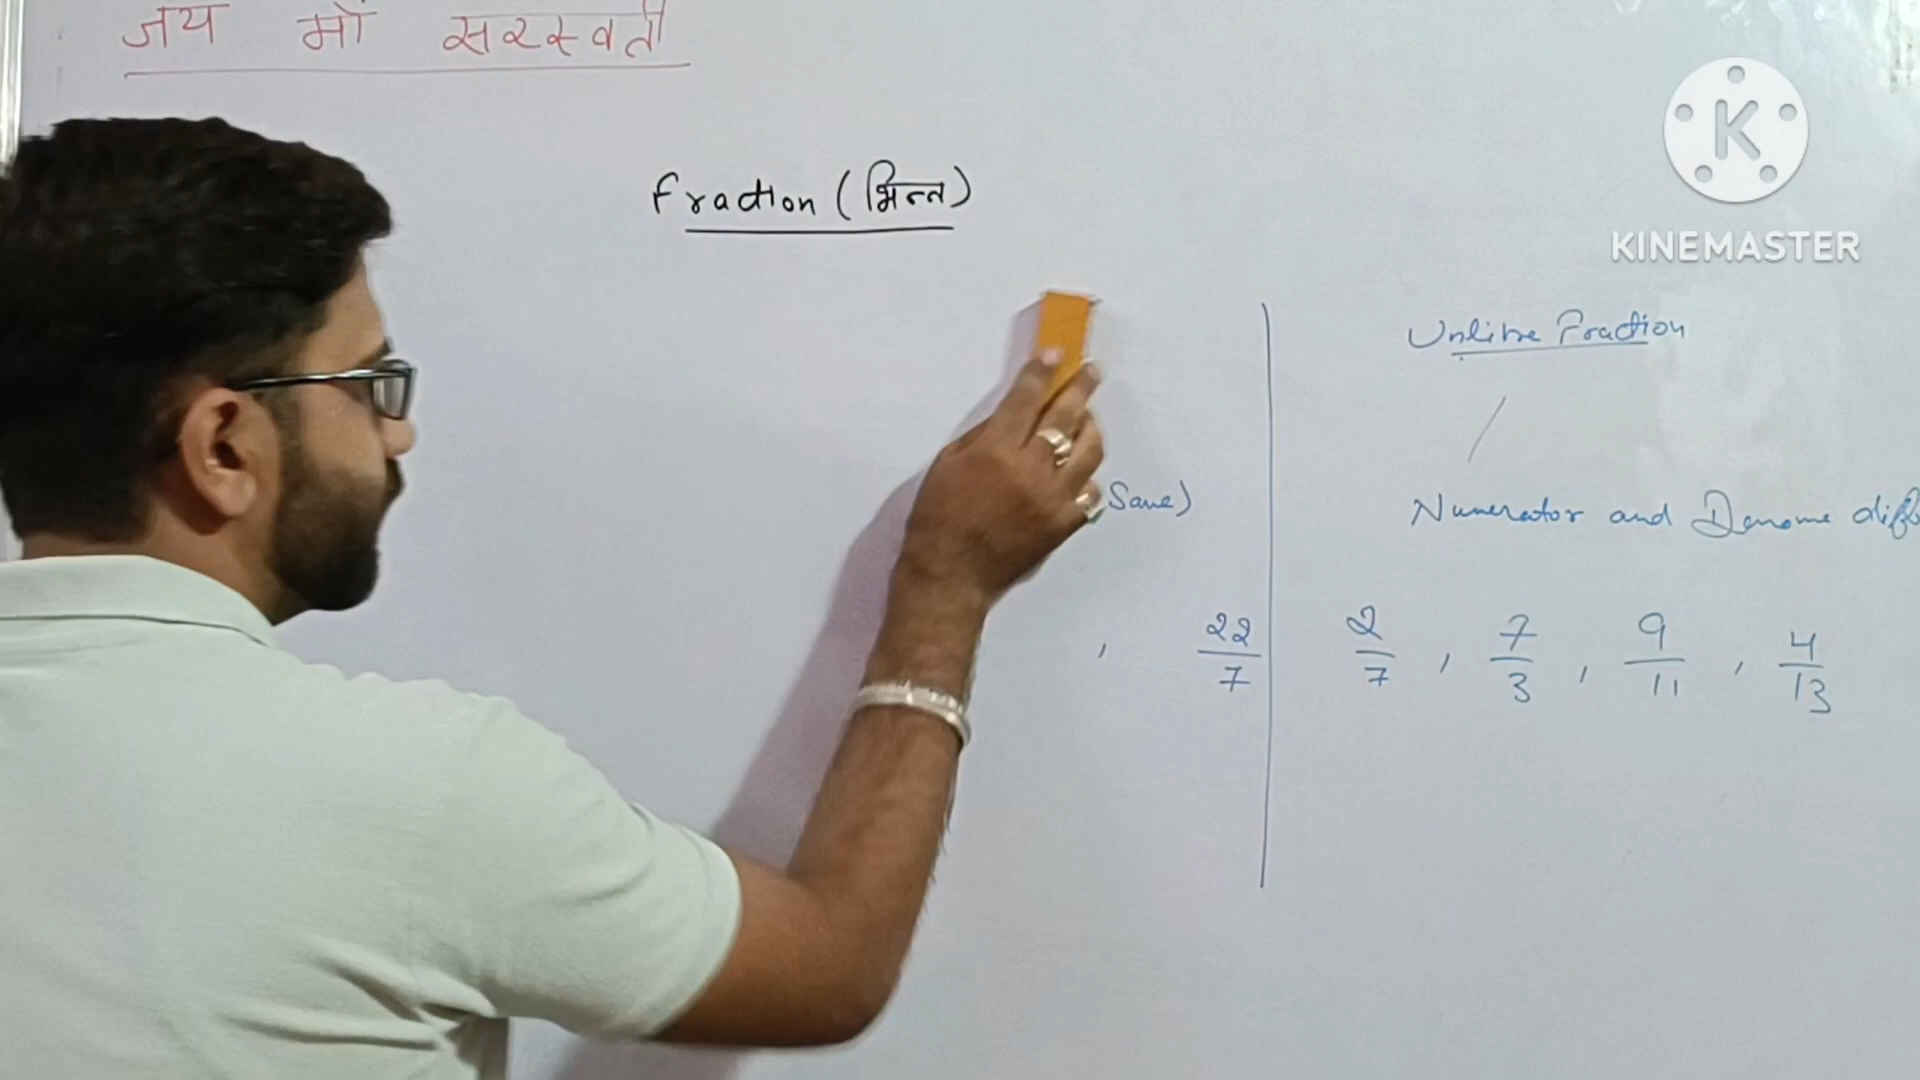 जय माँ सरस्वती
Fraction (भिन्न)
KINEMASTER
Unlike Fraction
Same)
Numerator and Denome diff
, 22/7
2/7 , 7/3 , 9/11 , 4/13